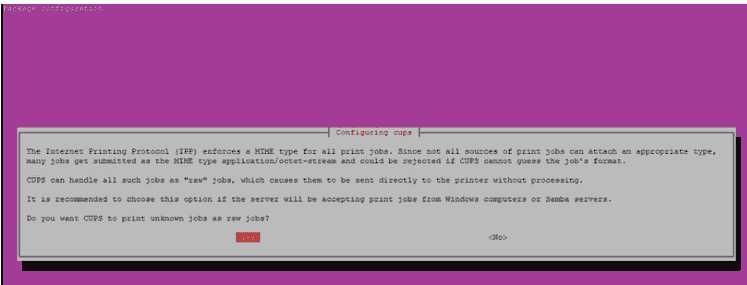 Package configuration
Configuring cups
The Internet Printing Protocol (IPP) enforces a MIME type for all print jobs. Since not all sources of print jobs can attach an appropriate type,
many jobs get submitted as the MIME type application/octet-stream and could be rejected if CUPS cannot guess the job's format.
CUPS can handle all such jobs as "raw" jobs, which causes them to be sent directly to the printer without processing.
It is recommended to choose this option if the server will be accepting print jobs from Windows computers or Samba servers.
Do you want CUPS to print unknown jobs as raw jobs?
<No>